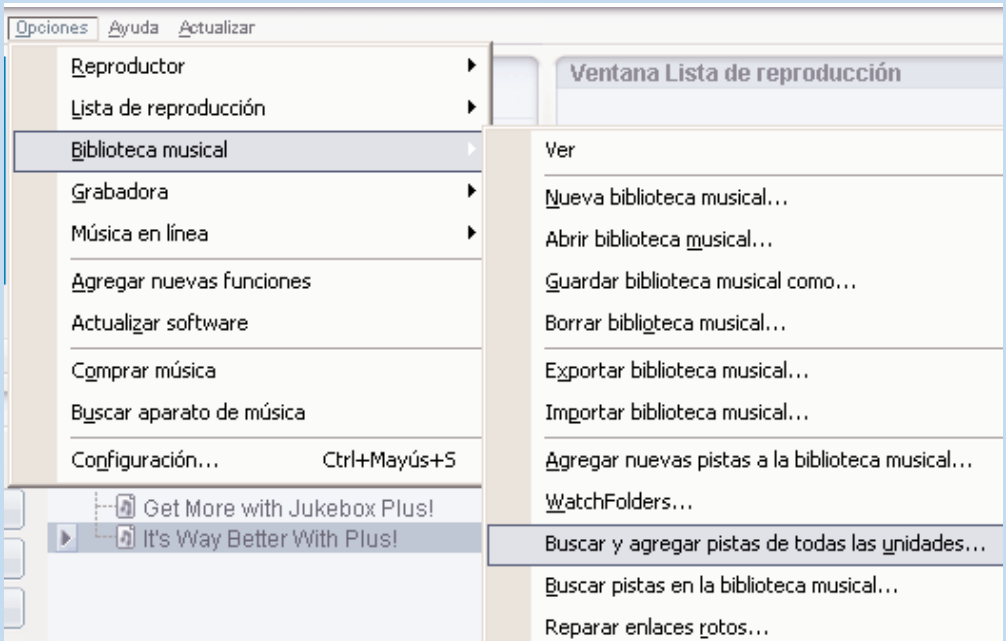 Opciones Ayuda Actualizar
Reproductor
Lista de reproducción
Biblioteca musical
Grabadora
Música en línea
Agregar nuevas funciones
Actualizar software
Comprar música
Buscar aparato de música
Configuración... Ctrl+Mayús+S
Get More with Jukebox Plus!
It's Way Better With Plus!
Ventana Lista de reproducción
Ver
Nueva biblioteca musical...
Abrir biblioteca musical...
Guardar biblioteca musical como...
Borrar biblioteca musical...
Exportar biblioteca musical...
Importar biblioteca musical...
Agregar nuevas pistas a la biblioteca musical...
WatchFolders...
Buscar y agregar pistas de todas las unidades...
Buscar pistas en la biblioteca musical...
Reparar enlaces rotos...